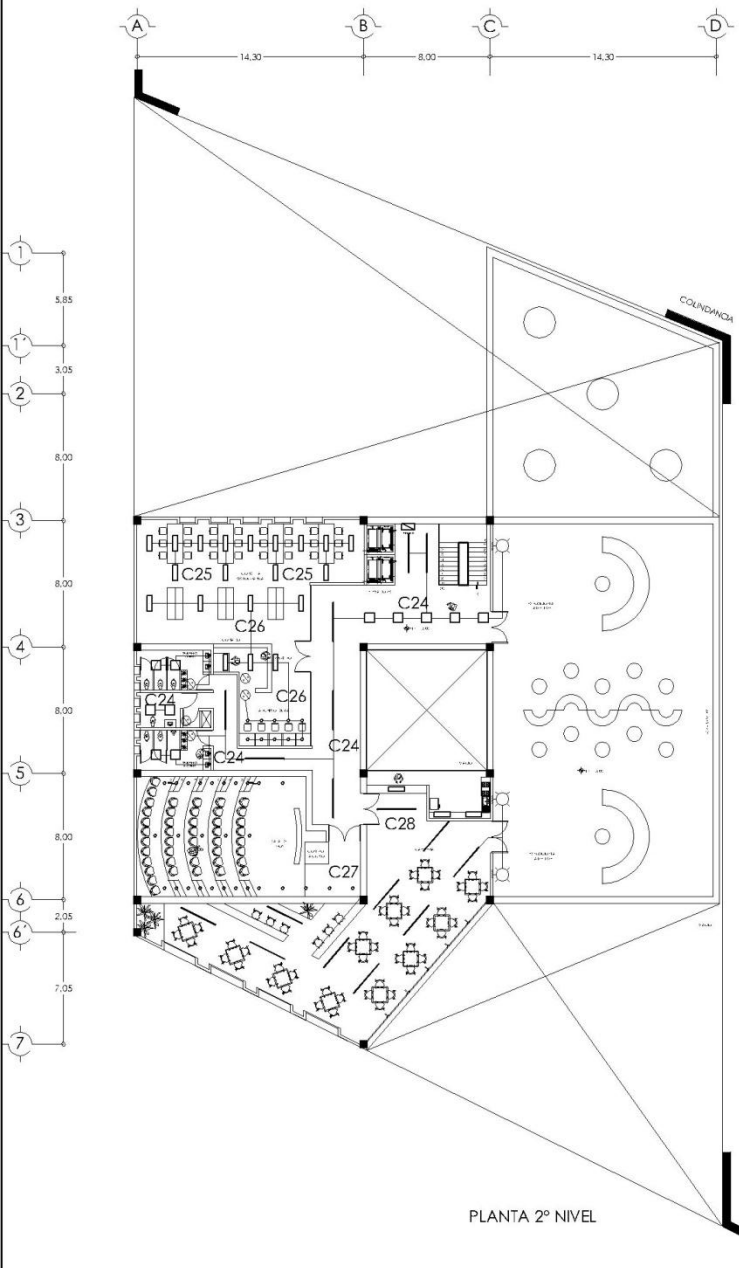 A
B
C
D
14,30
8,00
14,30
1
COLINDANCIA
5,85
1'
3,05
2
8,00
3
8,00
C25
C25
C24
C26
4
C26
C24
8,00
C24
C24
5
C28
8,00
C27
6
2,05
6'
7,05
7
PLANTA 2º NIVEL